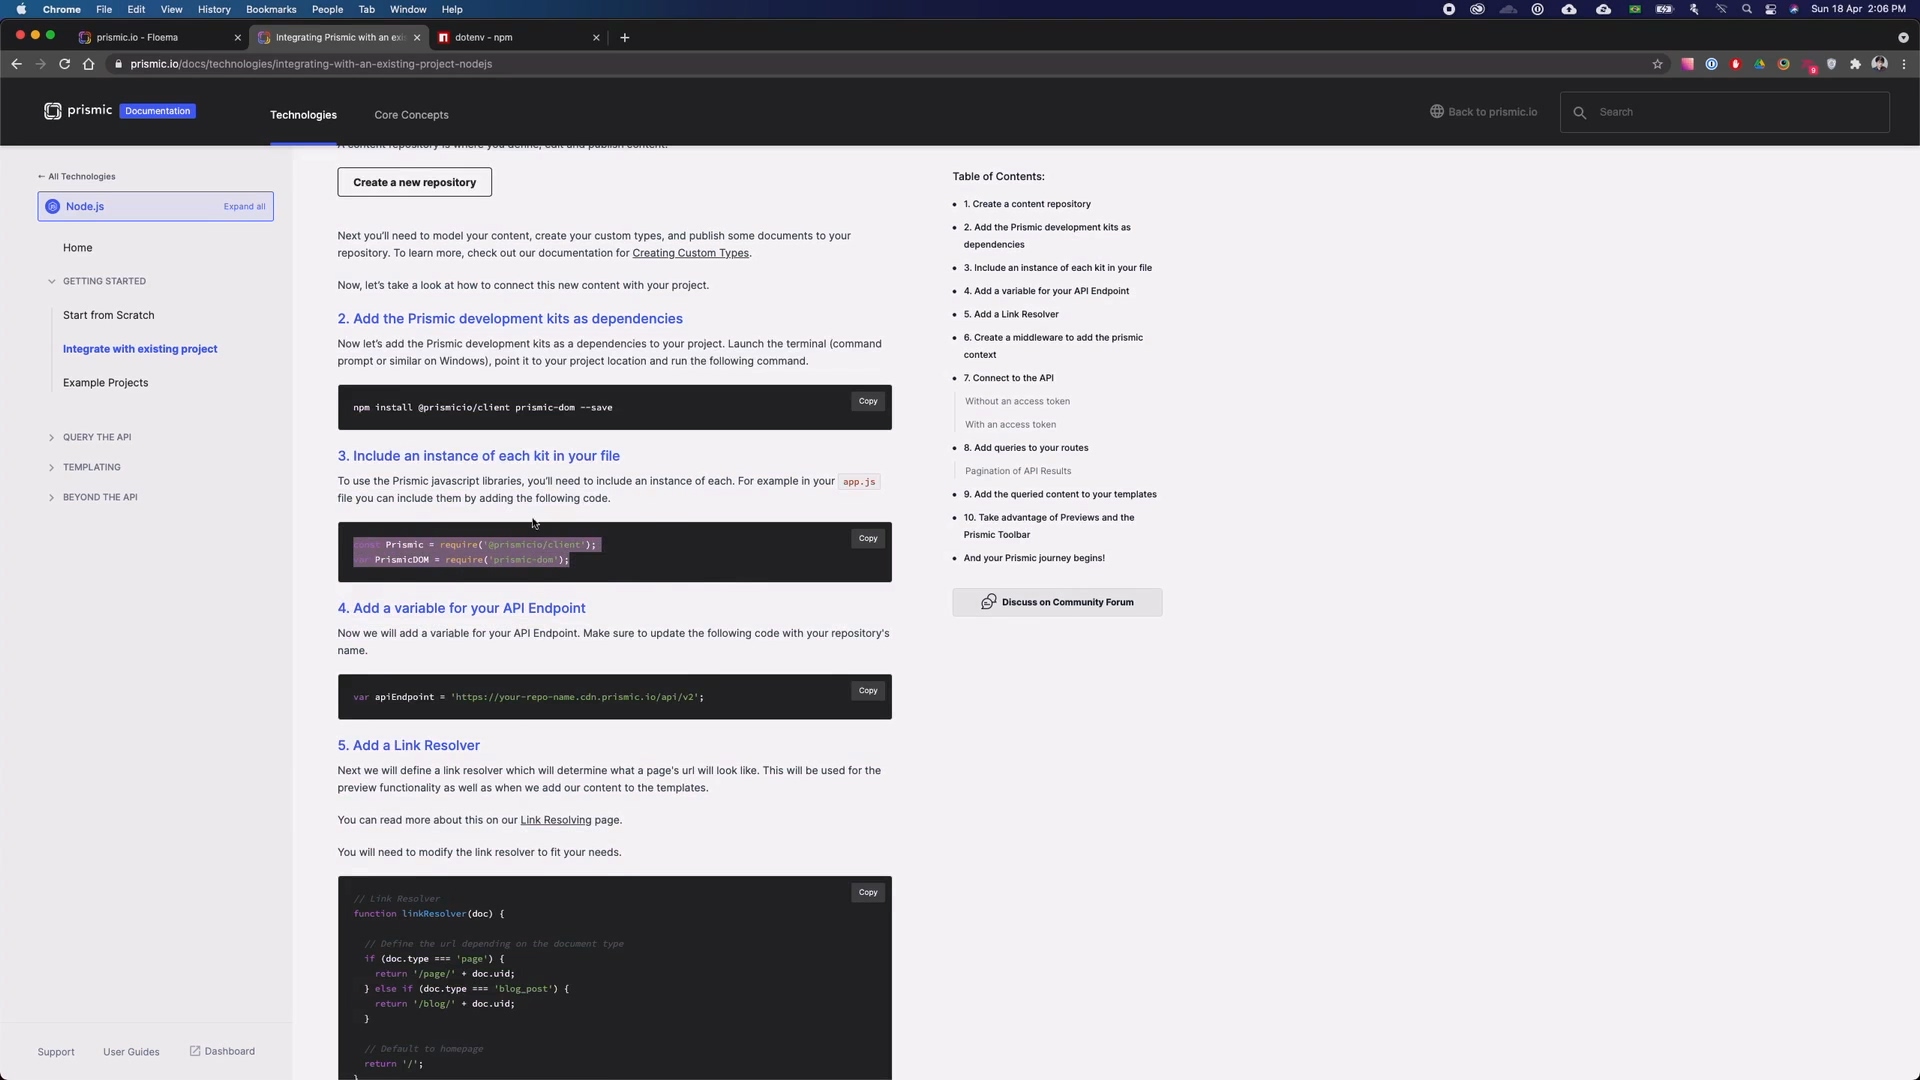 Chrome File Edit View History Bookmarks People Tab Window Help
Sun 18 Apr 2:06 PM
prismic.io - Floema
Integrating Prismic with an exi
dotenv - npm
prismic.io/docs/technologies/integrating-with-an-existing-project-nodejs
9
prismic Documentation
Technologies
Core Concepts
Back to prismic.io
Search
← All Technologies
Node.js
Expand all
Home
GETTING STARTED
Start from Scratch
Integrate with existing project
Example Projects
QUERY THE API
TEMPLATING
BEYOND THE API
Support
User Guides
Dashboard
A content repository is where you define, edit and publish content.
Create a new repository
Next you'll need to model your content, create your custom types, and publish some documents to your
repository. To learn more, check out our documentation for Creating Custom Types.
Now, let's take a look at how to connect this new content with your project.
2. Add the Prismic development kits as dependencies
Now let's add the Prismic development kits as a dependencies to your project. Launch the terminal (command
prompt or similar on Windows), point it to your project location and run the following command.
Copy
npm install @prismicio/client prismic-dom --save
3. Include an instance of each kit in your file
To use the Prismic javascript libraries, you'll need to include an instance of each. For example in your app.js
file you can include them by adding the following code.
Copy
const Prismic = require('@prismicio/client');
var PrismicDOM = require('prismic-dom');
4. Add a variable for your API Endpoint
Now we will add a variable for your API Endpoint. Make sure to update the following code with your repository's
name.
Copy
var apiEndpoint = 'https://your-repo-name.cdn.prismic.io/api/v2';
5. Add a Link Resolver
Next we will define a link resolver which will determine what a page's url will look like. This will be used for the
preview functionality as well as when we add our content to the templates.
You can read more about this on our Link Resolving page.
You will need to modify the link resolver to fit your needs.
Copy
// Link Resolver
function linkResolver(doc) {
// Define the url depending on the document type
if (doc.type === 'page') {
return '/page/' + doc.uid;
} else if (doc.type === 'blog_post') {
return '/blog/' + doc.uid;
}
// Default to homepage
return '/';
}
Table of Contents:
1. Create a content repository
2. Add the Prismic development kits as
dependencies
3. Include an instance of each kit in your file
4. Add a variable for your API Endpoint
5. Add a Link Resolver
6. Create a middleware to add the prismic
context
7. Connect to the API
Without an access token
With an access token
8. Add queries to your routes
Pagination of API Results
9. Add the queried content to your templates
10. Take advantage of Previews and the
Prismic Toolbar
And your Prismic journey begins!
Discuss on Community Forum